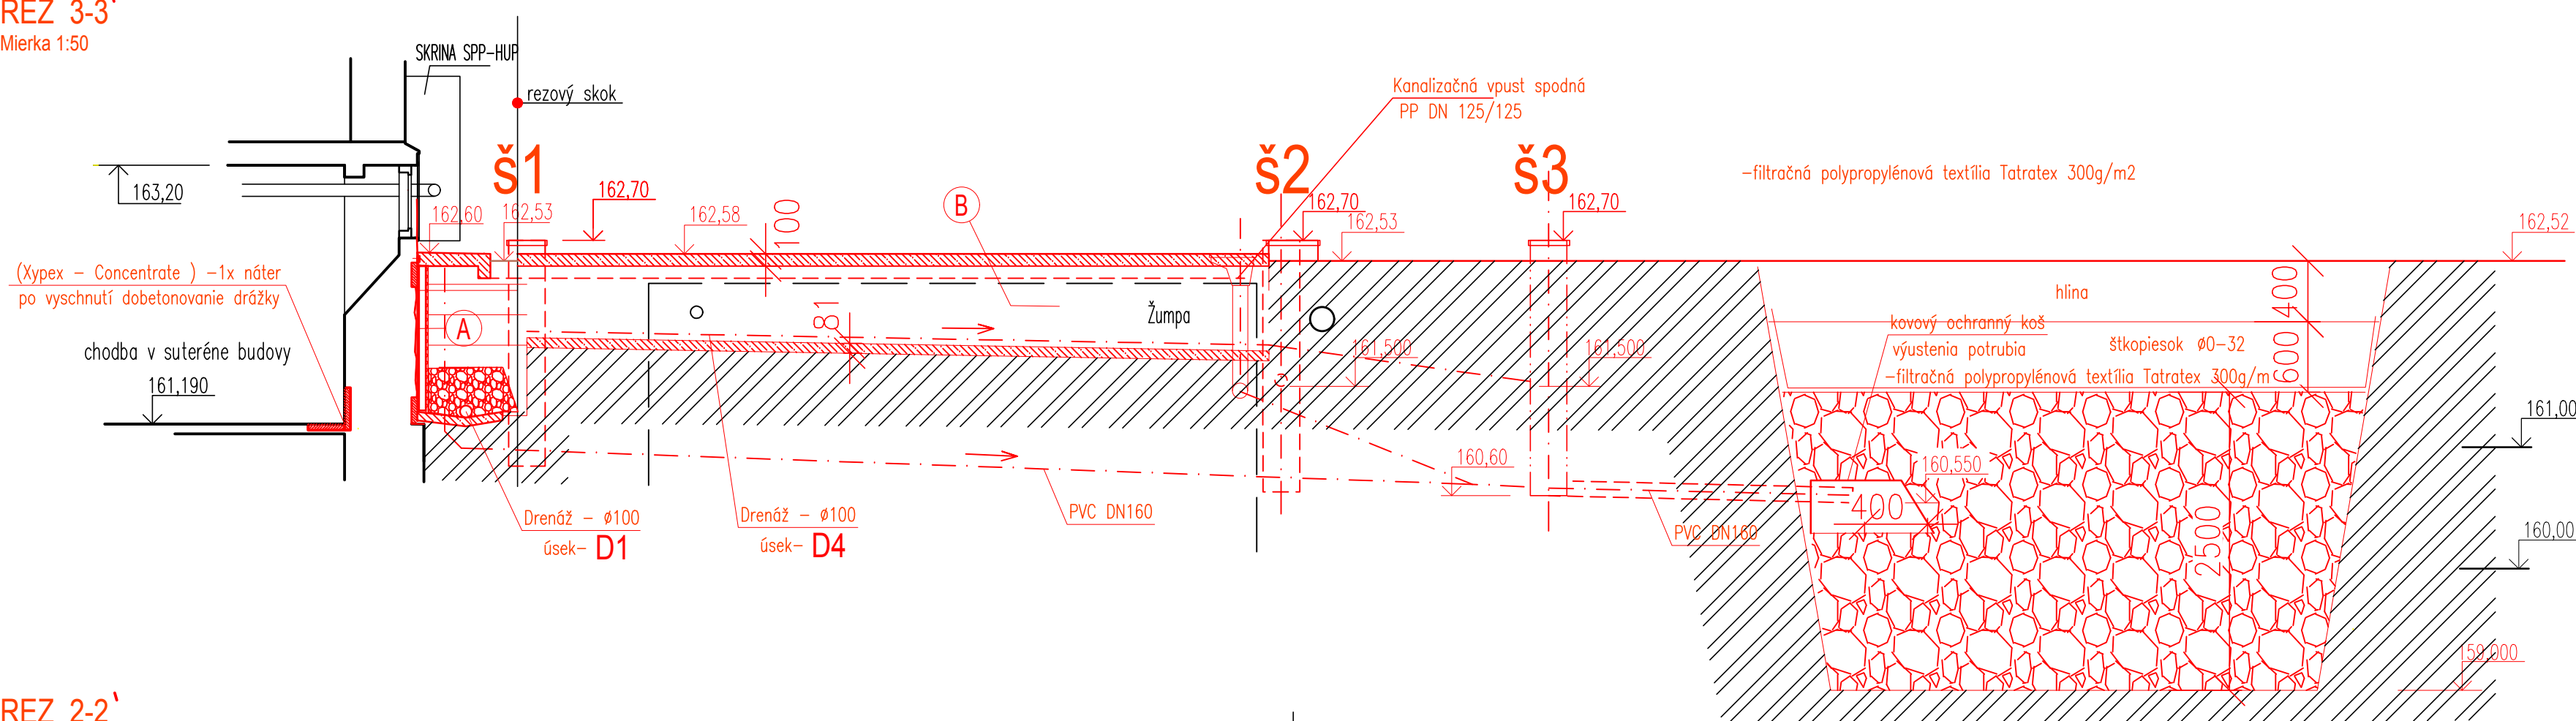 REZ 3-3'
Mierka 1:50
SKRINA SPP-HUP
rezový skok
Kanalizačná vpust spodná
PP DN 125/125
š1
š2
š3
-filtračná polypropylénová textília Tatratex 300g/m2
163,20
162,60
162,53
162,70
162,58
100
B
162,70
162,53
162,70
162,52
(Xypex - Concentrate ) -1x náter
po vyschnutí dobetonovanie drážky
A
81
Žumpa
hlina
400
kovový ochranný koš
výustenia potrubia
štkopiesok ø0-32
600
-filtračná polypropylénová textília Tatratex 300g/m
chodba v suteréne budovy
161,190
161,500
161,500
161,00
160,60
160,550
400
2500
Drenáž - ø100
úsek- D1
Drenáž - ø100
úsek- D4
PVC DN160
PVC DN160
160,00
159,000
REZ 2-2'